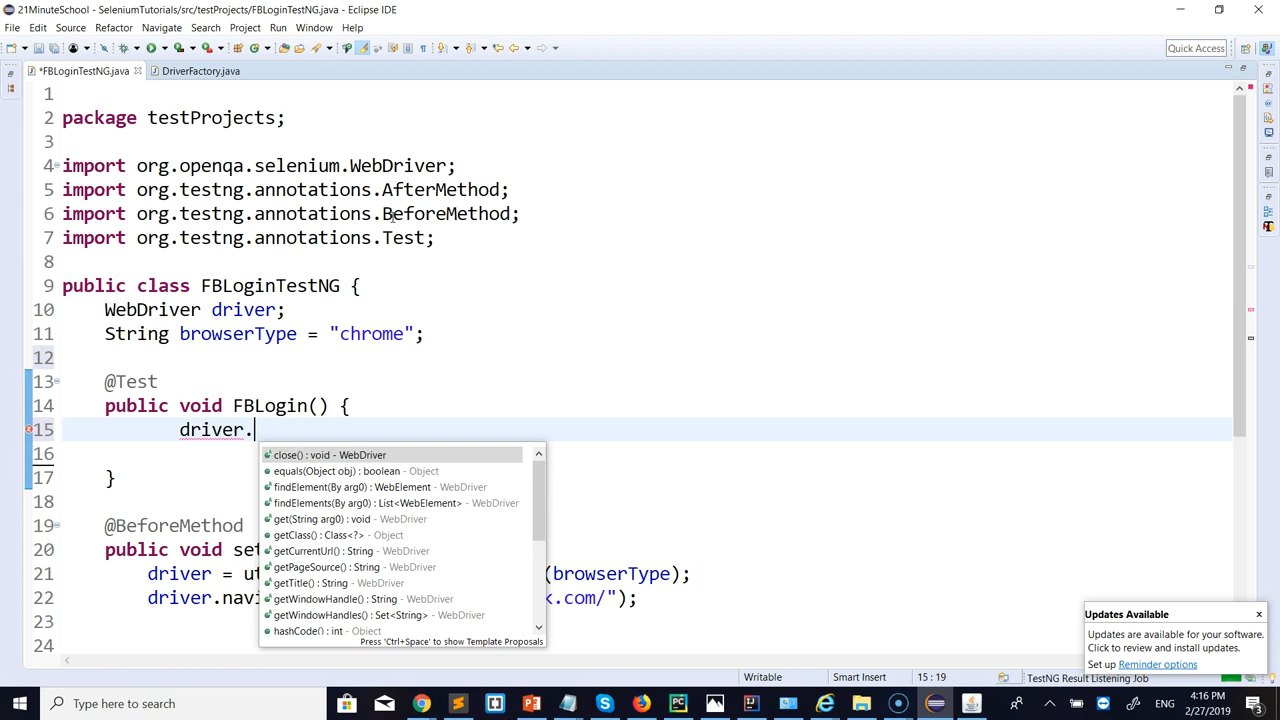 21MinuteSchool - SeleniumTutorials/src/testProjects/FBLoginTestNG.java - Eclipse IDE
File Edit Source Refactor Navigate Search Project Run Window Help
Quick Access
*FBLoginTestNG.java DriverFactory.java
1
2 package testProjects;
3
4 import org.openqa.selenium.WebDriver;
5 import org.testng.annotations.AfterMethod;
6 import org.testng.annotations.BeforeMethod;
7 import org.testng.annotations.Test;
8
9 public class FBLoginTestNG {
10 WebDriver driver;
11 String browserType = "chrome";
12
13 @Test
14 public void FBLogin() {
15 driver.
16
17 }
18
19 @BeforeMethod
20 public void set
21 driver = ut (browserType);
22 driver.navi k.com/");
23
24
close() : void - WebDriver
equals(Object obj) : boolean - Object
findElement(By arg0) : WebElement - WebDriver
findElements(By arg0) : List<WebElement> - WebDriver
get(String arg0) : void - WebDriver
getClass() : Class<?> - Object
getCurrentUrl() : String - WebDriver
getPageSource() : String - WebDriver
getTitle() : String - WebDriver
getWindowHandle() : String - WebDriver
getWindowHandles() : Set<String> - WebDriver
hashCode() : int - Object
Press 'Ctrl+Space' to show Template Proposals
Updates Available
Updates are available for your software.
Click to review and install updates.
Set up Reminder options
Writable Smart Insert 15 : 19 TestNG Result Listening Job
Type here to search
4:16 PM
2/27/2019
3